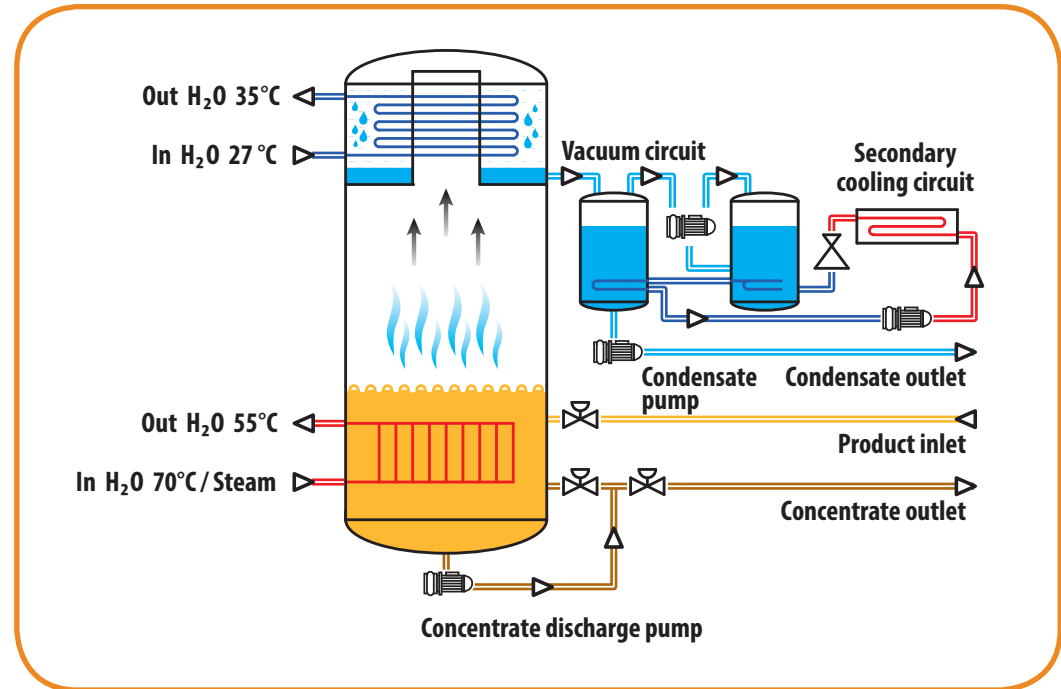 Out H₂O 35°C
In H₂O 27 °C
Vacuum circuit
Secondary
cooling circuit
Condensate
pump
Condensate outlet
Out H₂O 55°C
Product inlet
In H₂O 70°C / Steam
Concentrate outlet
Concentrate discharge pump